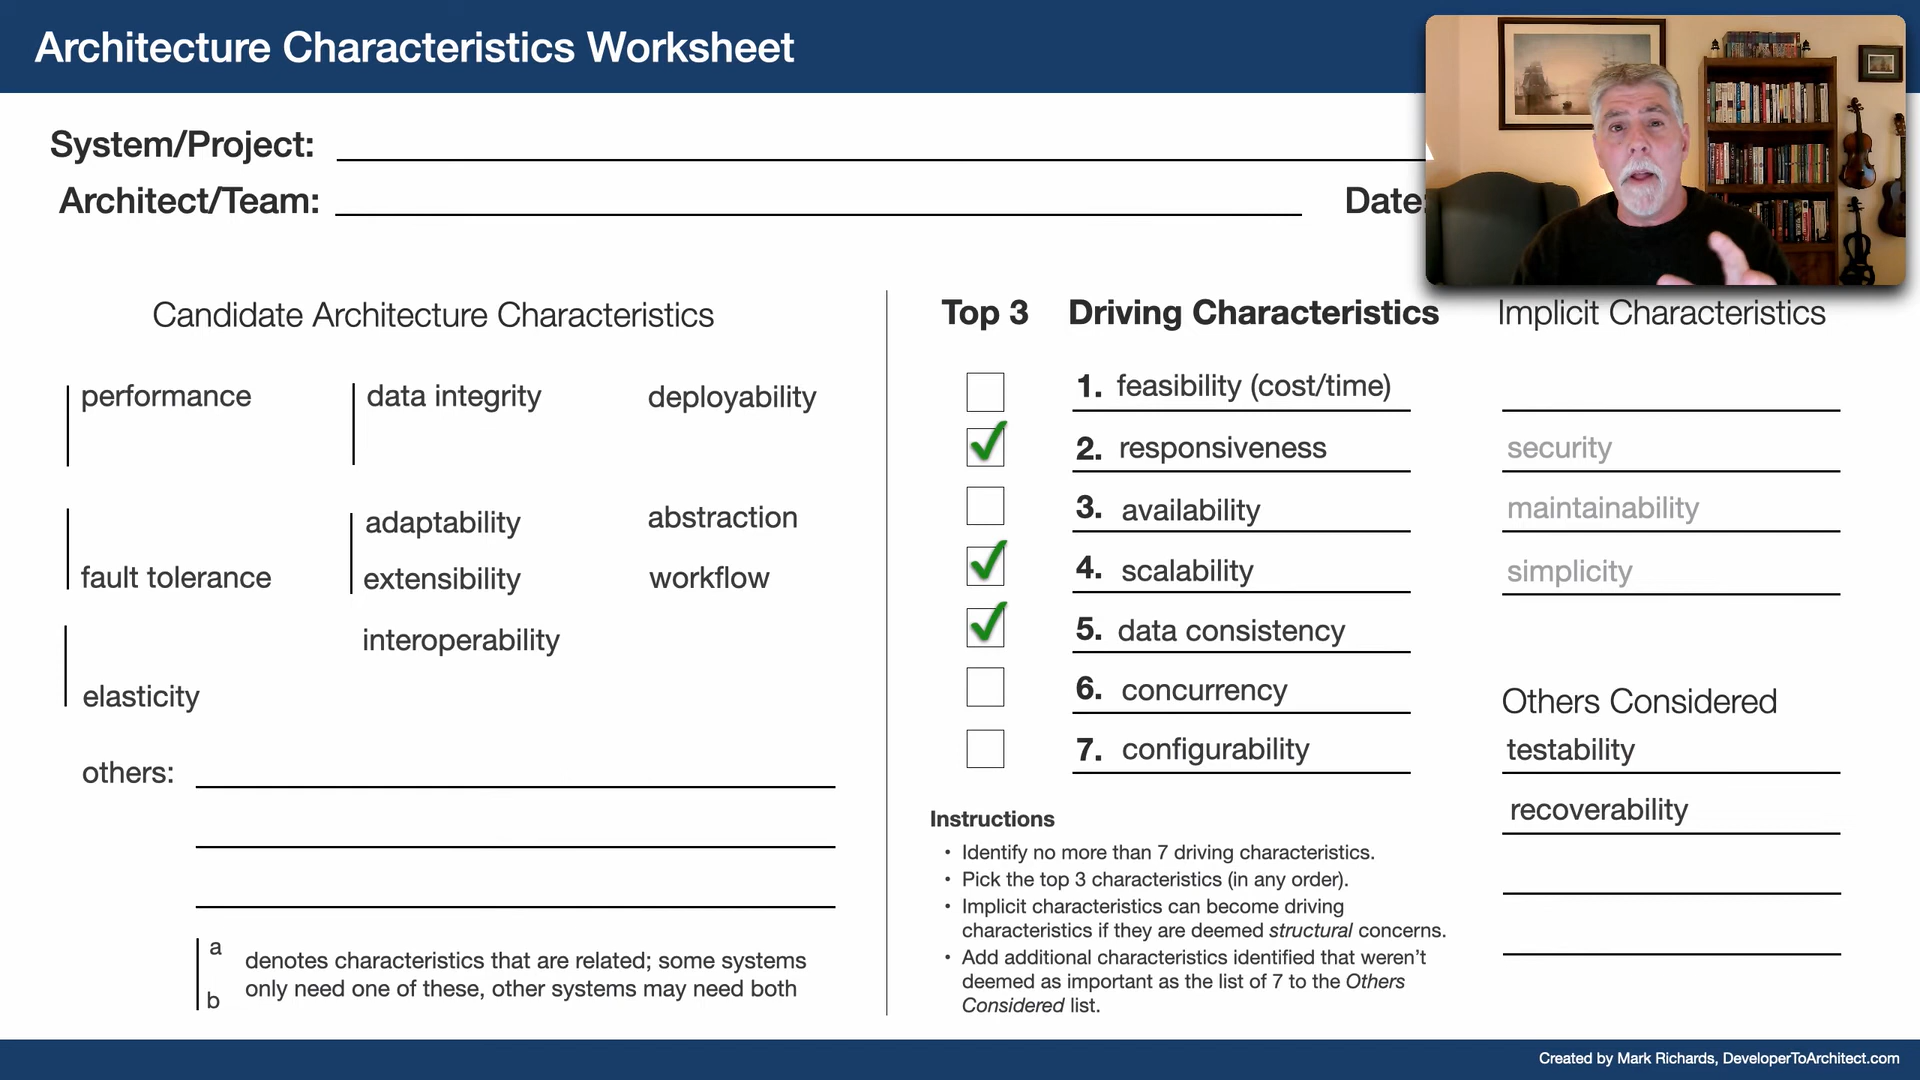 Architecture Characteristics Worksheet
System/Project:
Architect/Team:
Date:
Candidate Architecture Characteristics
performance
data integrity
deployability
adaptability
abstraction
fault tolerance
extensibility
workflow
interoperability
elasticity
others:
a
b
denotes characteristics that are related; some systems
only need one of these, other systems may need both
Top 3
Driving Characteristics
1. feasibility (cost/time)
2. responsiveness
3. availability
4. scalability
5. data consistency
6. concurrency
7. configurability
Instructions
• Identify no more than 7 driving characteristics.
• Pick the top 3 characteristics (in any order).
• Implicit characteristics can become driving
characteristics if they are deemed structural concerns.
• Add additional characteristics identified that weren't
deemed as important as the list of 7 to the Others
Considered list.
Implicit Characteristics
security
maintainability
simplicity
Others Considered
testability
recoverability
Created by Mark Richards, DeveloperToArchitect.com